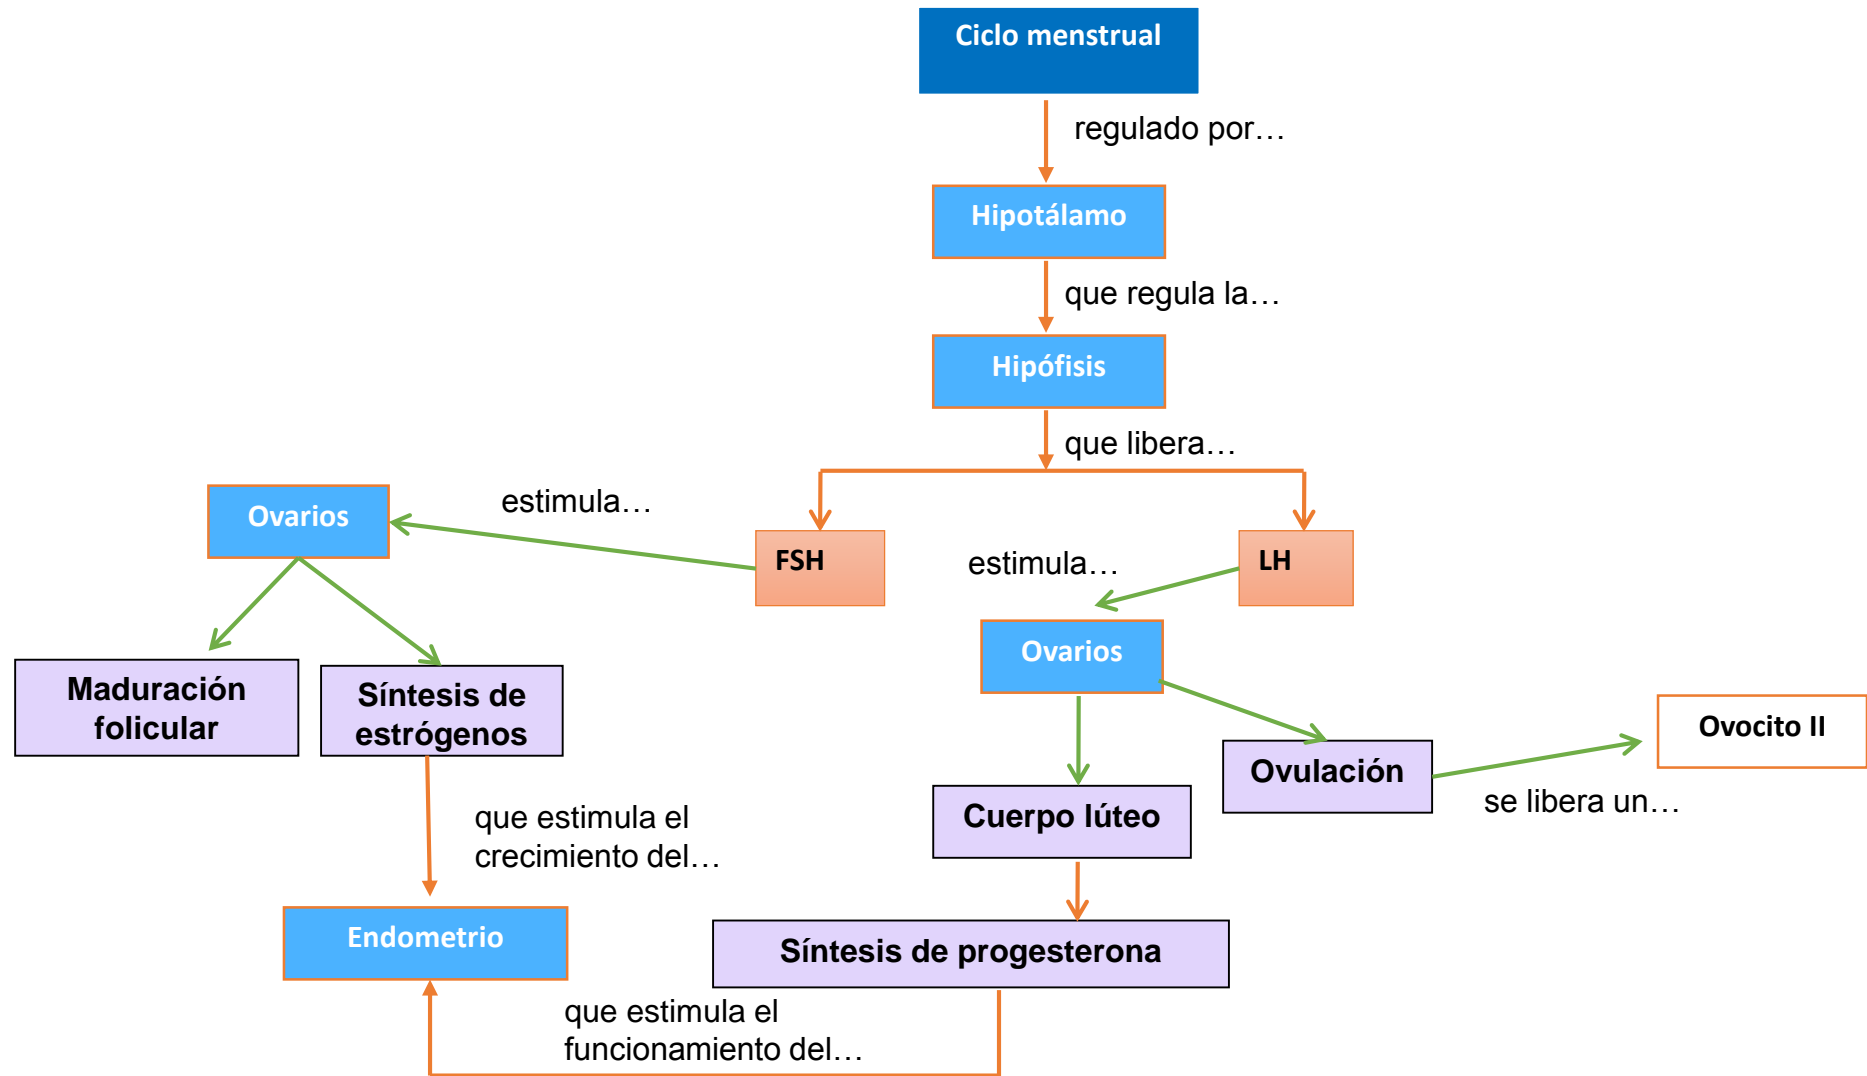 Ciclo menstrual
regulado por…
Hipotálamo
que regula la…
Hipófisis
que libera…
Ovarios
estimula…
FSH
estimula…
LH
Ovarios
Maduración
folicular
Síntesis de
estrógenos
Ovulación
Ovocito II
se libera un…
Cuerpo lúteo
que estimula el
crecimiento del…
Endometrio
Síntesis de progesterona
que estimula el
funcionamiento del…